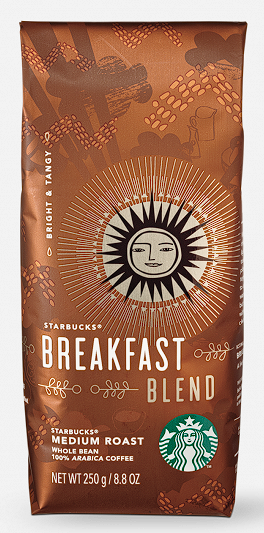 BRIGHT & TANGY
STARBUCKS®
BREAKFAST
BLEND
STARBUCKS®
MEDIUM ROAST
WHOLE BEAN
100% ARABICA COFFEE
NET WT 250 g / 8.8 OZ